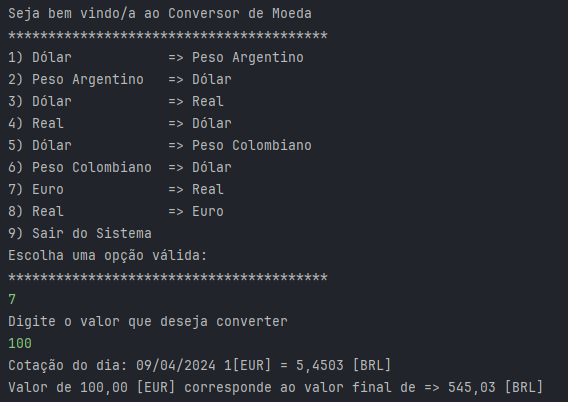 Seja bem vindo/a ao Conversor de Moeda
****************************************
1) Dólar            => Peso Argentino
2) Peso Argentino   => Dólar
3) Dólar            => Real
4) Real             => Dólar
5) Dólar            => Peso Colombiano
6) Peso Colombiano  => Dólar
7) Euro             => Real
8) Real             => Euro
9) Sair do Sistema
Escolha uma opção válida:
****************************************
7
Digite o valor que deseja converter
100
Cotação do dia: 09/04/2024 1[EUR] = 5,4503 [BRL]
Valor de 100,00 [EUR] corresponde ao valor final de => 545,03 [BRL]